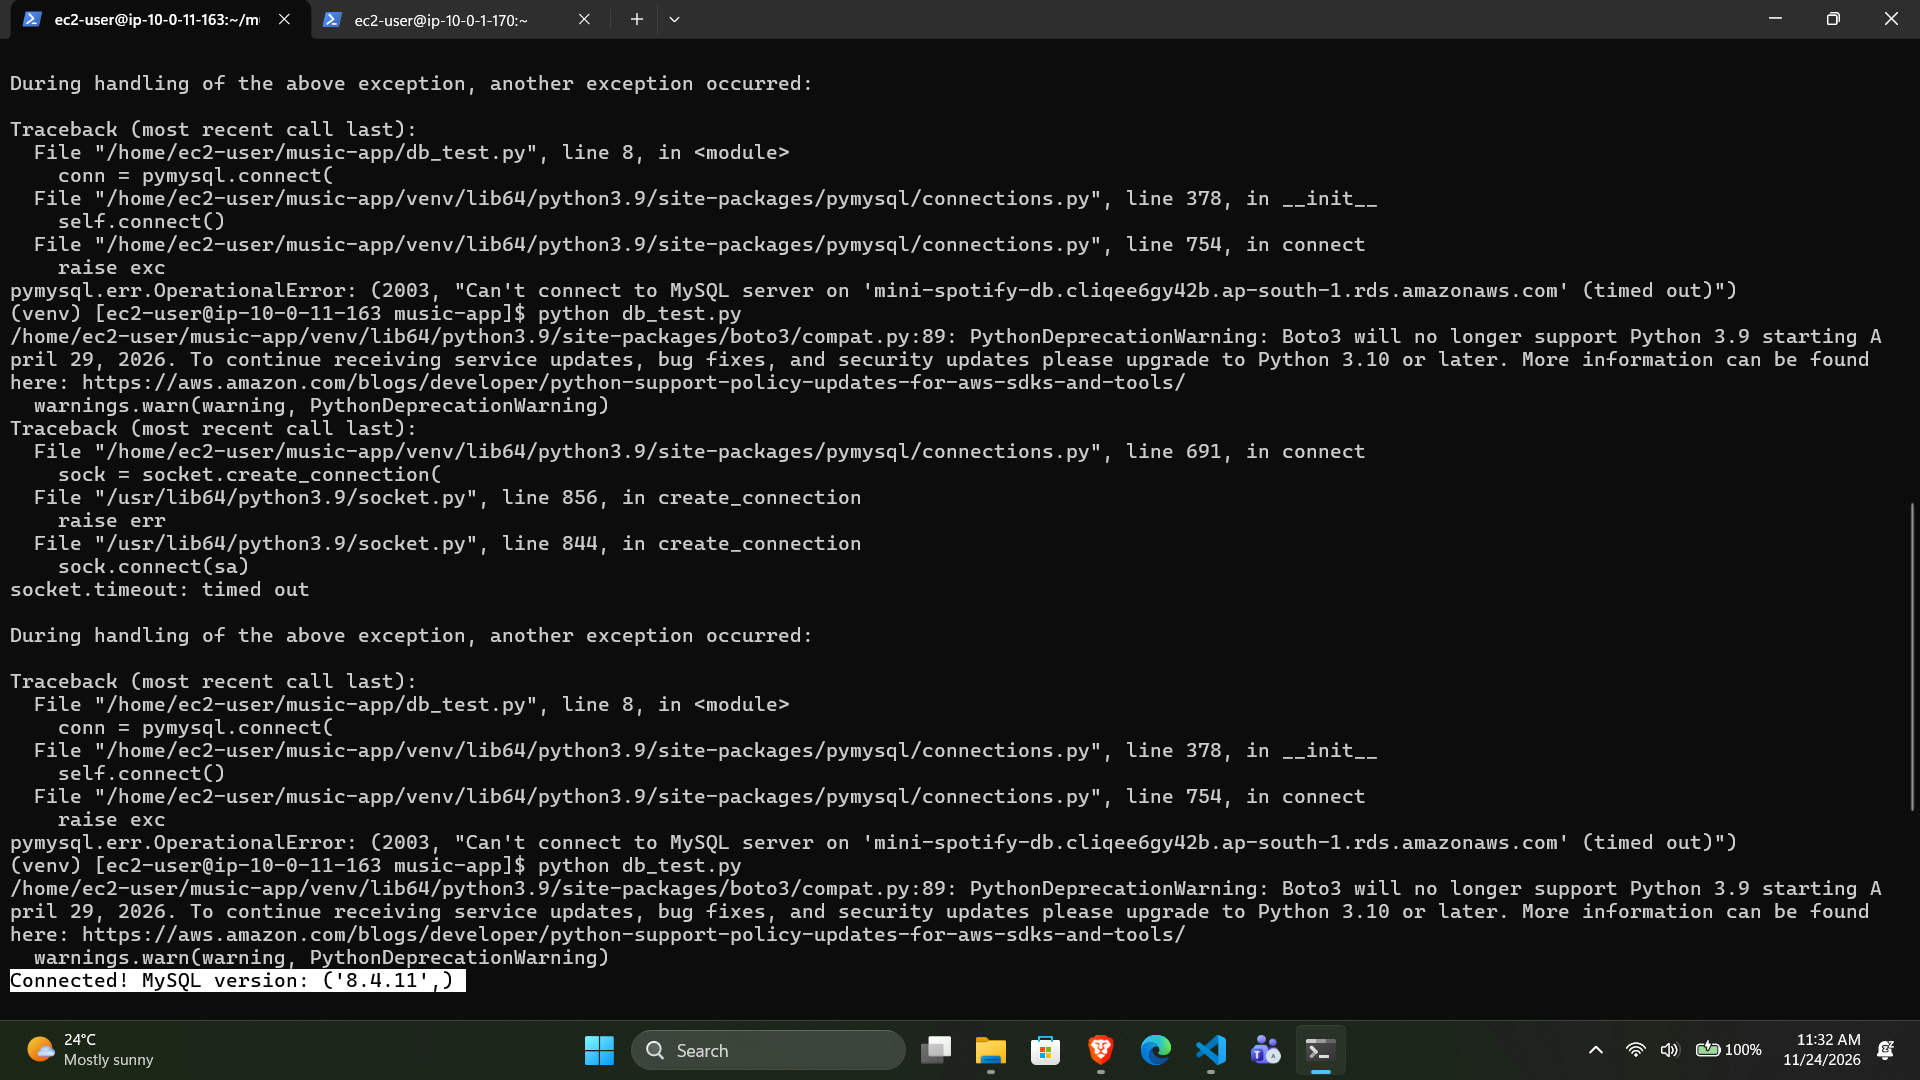 ec2-user@ip-10-0-11-163:~/m
ec2-user@ip-10-0-1-170:~
During handling of the above exception, another exception occurred:
Traceback (most recent call last):
  File "/home/ec2-user/music-app/db_test.py", line 8, in <module>
    conn = pymysql.connect(
  File "/home/ec2-user/music-app/venv/lib64/python3.9/site-packages/pymysql/connections.py", line 378, in __init__
    self.connect()
  File "/home/ec2-user/music-app/venv/lib64/python3.9/site-packages/pymysql/connections.py", line 754, in connect
    raise exc
pymysql.err.OperationalError: (2003, "Can't connect to MySQL server on 'mini-spotify-db.cliqee6gy42b.ap-south-1.rds.amazonaws.com' (timed out)")
(venv) [ec2-user@ip-10-0-11-163 music-app]$ python db_test.py
/home/ec2-user/music-app/venv/lib64/python3.9/site-packages/boto3/compat.py:89: PythonDeprecationWarning: Boto3 will no longer support Python 3.9 starting A
pril 29, 2026. To continue receiving service updates, bug fixes, and security updates please upgrade to Python 3.10 or later. More information can be found
here: https://aws.amazon.com/blogs/developer/python-support-policy-updates-for-aws-sdks-and-tools/
  warnings.warn(warning, PythonDeprecationWarning)
Traceback (most recent call last):
  File "/home/ec2-user/music-app/venv/lib64/python3.9/site-packages/pymysql/connections.py", line 691, in connect
    sock = socket.create_connection(
  File "/usr/lib64/python3.9/socket.py", line 856, in create_connection
    raise err
  File "/usr/lib64/python3.9/socket.py", line 844, in create_connection
    sock.connect(sa)
socket.timeout: timed out
During handling of the above exception, another exception occurred:
Traceback (most recent call last):
  File "/home/ec2-user/music-app/db_test.py", line 8, in <module>
    conn = pymysql.connect(
  File "/home/ec2-user/music-app/venv/lib64/python3.9/site-packages/pymysql/connections.py", line 378, in __init__
    self.connect()
  File "/home/ec2-user/music-app/venv/lib64/python3.9/site-packages/pymysql/connections.py", line 754, in connect
    raise exc
pymysql.err.OperationalError: (2003, "Can't connect to MySQL server on 'mini-spotify-db.cliqee6gy42b.ap-south-1.rds.amazonaws.com' (timed out)")
(venv) [ec2-user@ip-10-0-11-163 music-app]$ python db_test.py
/home/ec2-user/music-app/venv/lib64/python3.9/site-packages/boto3/compat.py:89: PythonDeprecationWarning: Boto3 will no longer support Python 3.9 starting A
pril 29, 2026. To continue receiving service updates, bug fixes, and security updates please upgrade to Python 3.10 or later. More information can be found
here: https://aws.amazon.com/blogs/developer/python-support-policy-updates-for-aws-sdks-and-tools/
  warnings.warn(warning, PythonDeprecationWarning)
Connected! MySQL version: ('8.4.11',)
24°C
Mostly sunny
Search
100%
11:32 AM
11/24/2026